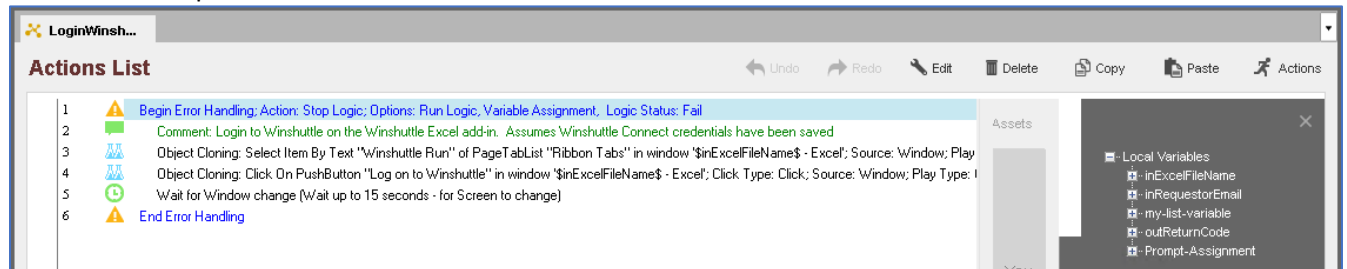 LoginWinsh...
Actions List
Undo Redo Edit Delete Copy Paste Actions
1 Begin Error Handling; Action: Stop Logic; Options: Run Logic, Variable Assignment, Logic Status: Fail
2 Comment: Login to Winshuttle on the Winshuttle Excel add-in. Assumes Winshuttle Connect credentials have been saved
3 Object Cloning: Select Item By Text "Winshuttle Run" of PageTabList "Ribbon Tabs" in window '$inExcelFileName$ - Excel'; Source: Window; Play
4 Object Cloning: Click On PushButton "Log on to Winshuttle" in window '$inExcelFileName$ - Excel'; Click Type: Click; Source: Window; Play Type:
5 Wait for Window change (Wait up to 15 seconds - for Screen to change)
6 End Error Handling
Assets
Local Variables
inExcelFileName
inRequestorEmail
my-list-variable
outReturnCode
Prompt-Assignment